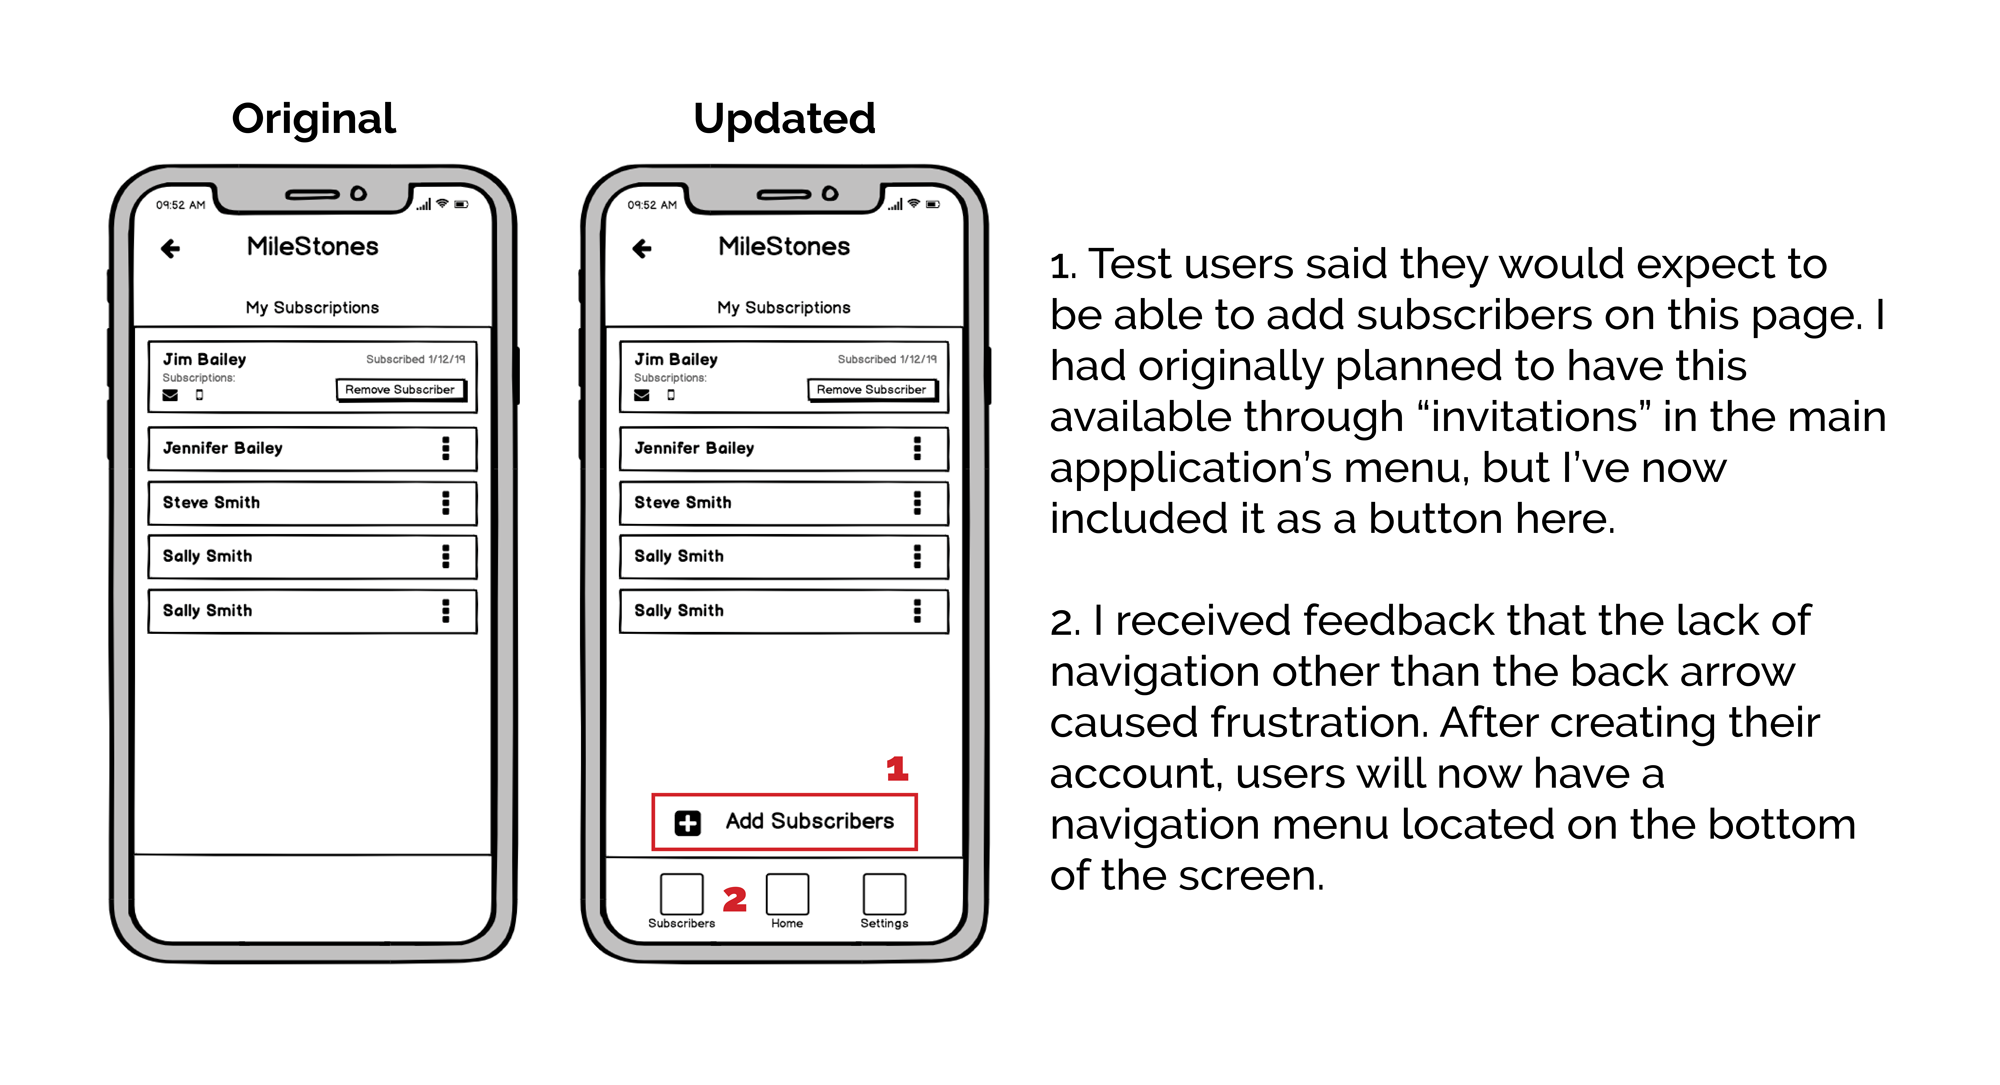 Original
09:52 AM
MileStones
My Subscriptions
Jim Bailey
Subscribed 1/12/19
Subscriptions:
Remove Subscriber
Jennifer Bailey
Steve Smith
Sally Smith
Sally Smith
Updated
09:52 AM
MileStones
My Subscriptions
Jim Bailey
Subscribed 1/12/19
Subscriptions:
Remove Subscriber
Jennifer Bailey
Steve Smith
Sally Smith
Sally Smith
1
Add Subscribers
2
Subscribers
Home
Settings
1. Test users said they would expect to
be able to add subscribers on this page. I
had originally planned to have this
available through “invitations” in the main
appplication’s menu, but I’ve now
included it as a button here.
2. I received feedback that the lack of
navigation other than the back arrow
caused frustration. After creating their
account, users will now have a
navigation menu located on the bottom
of the screen.